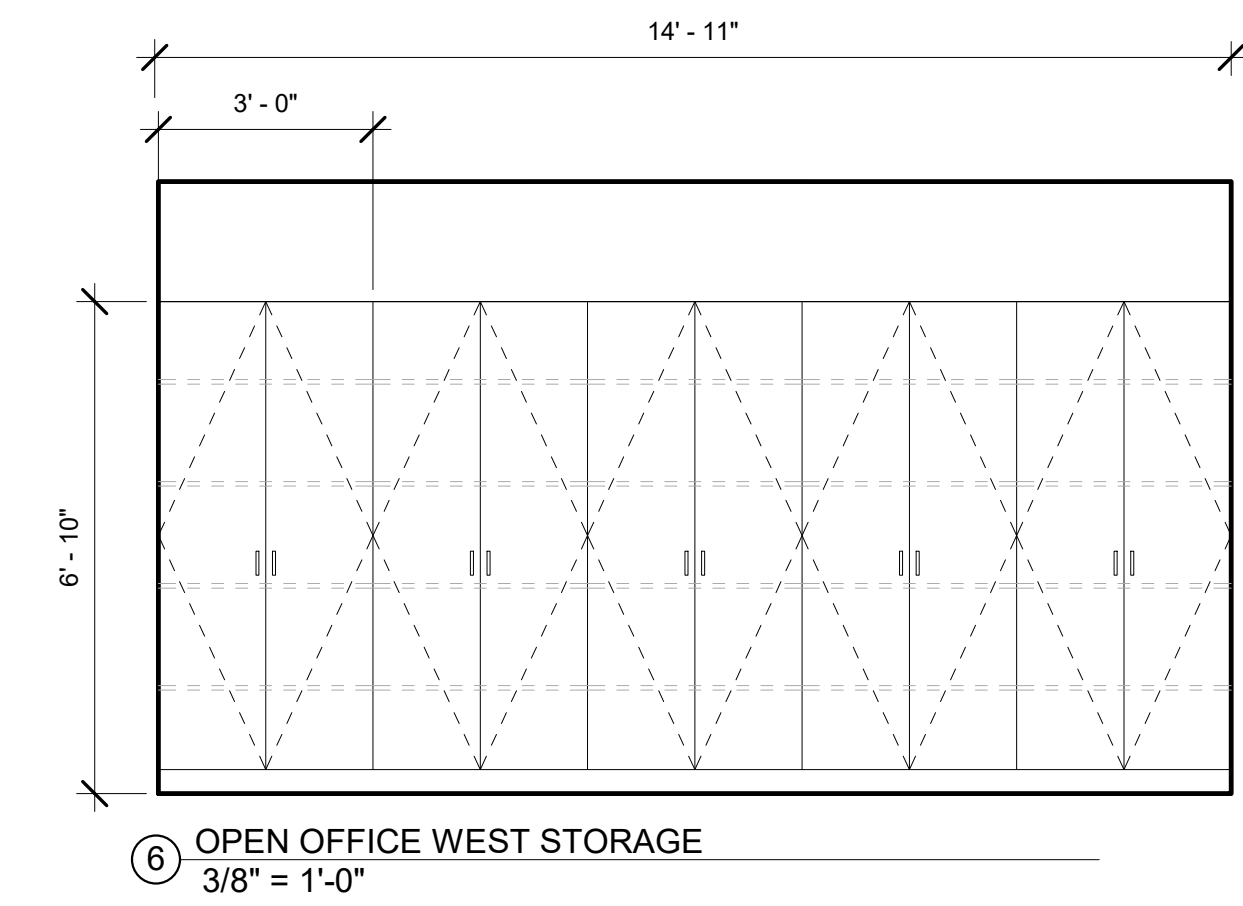 14' - 11"
3' - 0"
6' - 10"
6 OPEN OFFICE WEST STORAGE
3/8" = 1'-0"